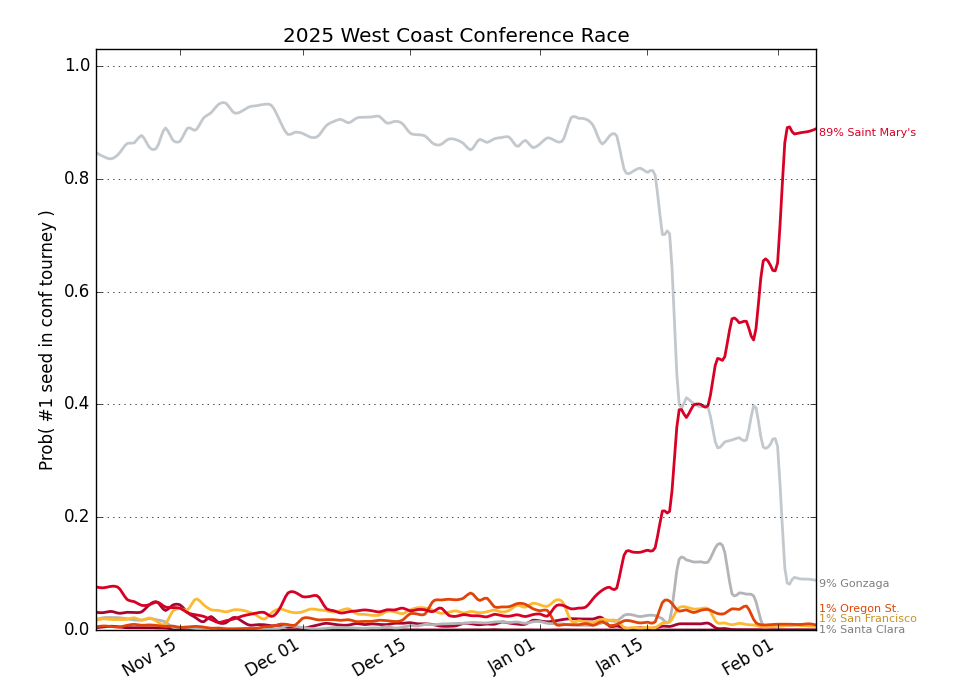 2025 West Coast Conference Race
Prob( #1 seed in conf tourney )
1.0
0.8
0.6
0.4
0.2
0.0
Nov 15
Dec 01
Dec 15
Jan 01
Jan 15
Feb 01
89% Saint Mary's
9% Gonzaga
1% Oregon St.
1% San Francisco
1% Santa Clara